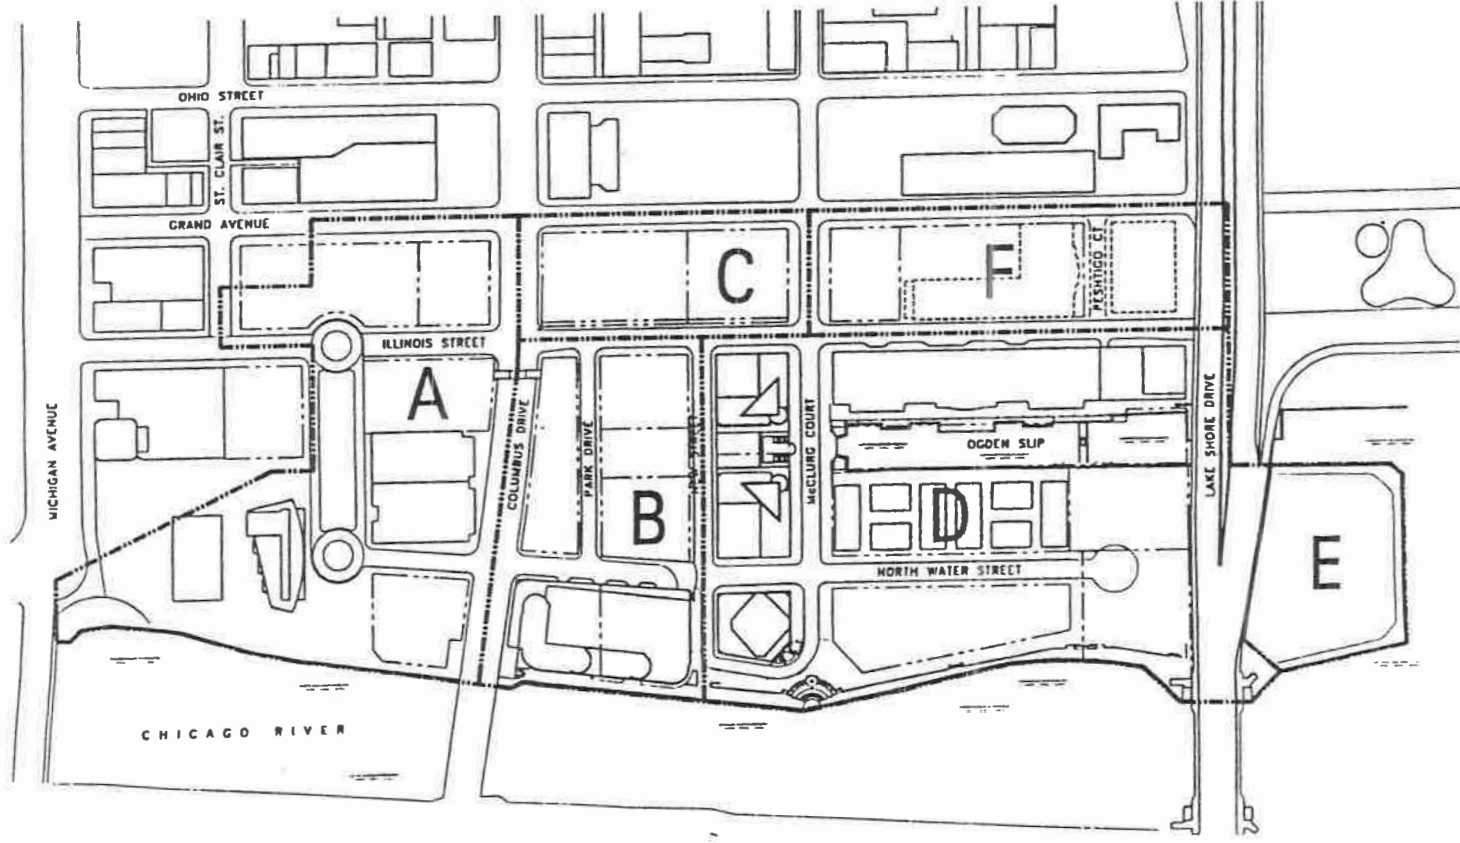 OHIO STREET
ST. CLAIR ST.
GRAND AVENUE
C
F
PESHTIGO CT
ILLINOIS STREET
A
MICHIGAN AVENUE
COLUMBUS DRIVE
PARK DRIVE
B
McCLURG COURT
OGDEN SLIP
LAKE SHORE DRIVE
D
E
NORTH WATER STREET
CHICAGO RIVER